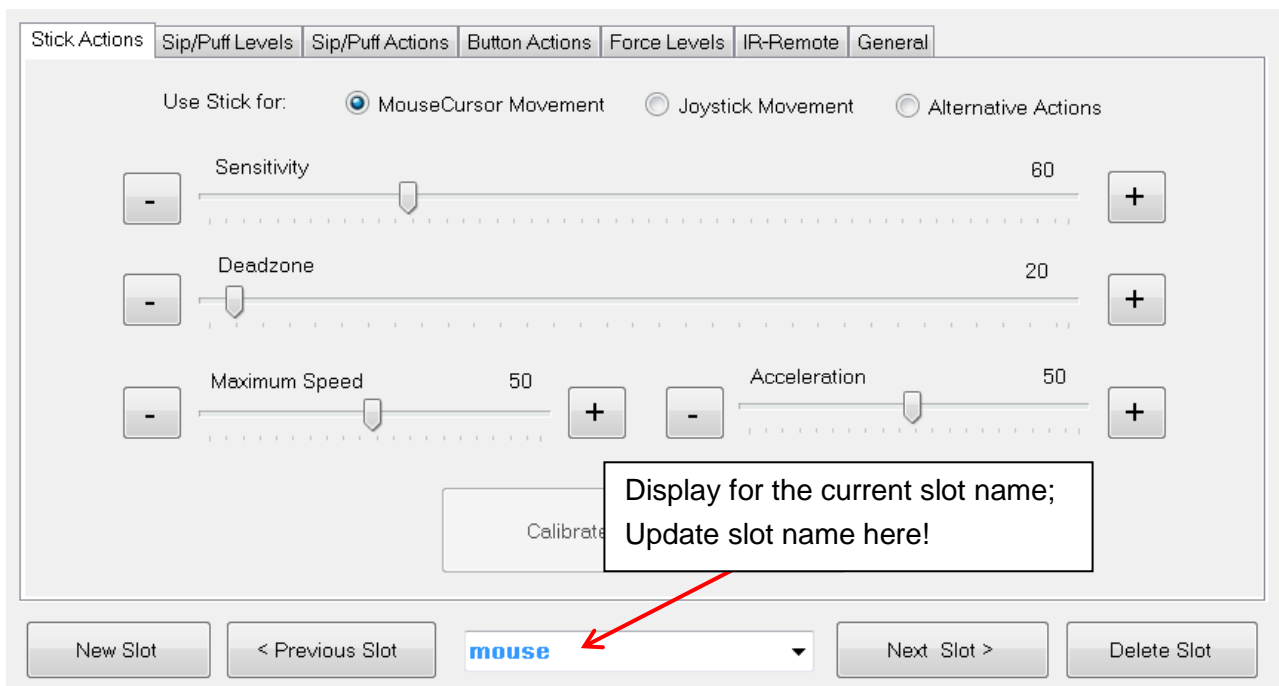 Stick Actions Sip/Puff Levels Sip/Puff Actions Button Actions Force Levels IR-Remote General
Use Stick for: MouseCursor Movement Joystick Movement Alternative Actions
Sensitivity 60
- +
Deadzone 20
- +
Maximum Speed 50 Acceleration 50
- + - +
Display for the current slot name;
Update slot name here!
Calibrate
New Slot < Previous Slot mouse Next Slot > Delete Slot